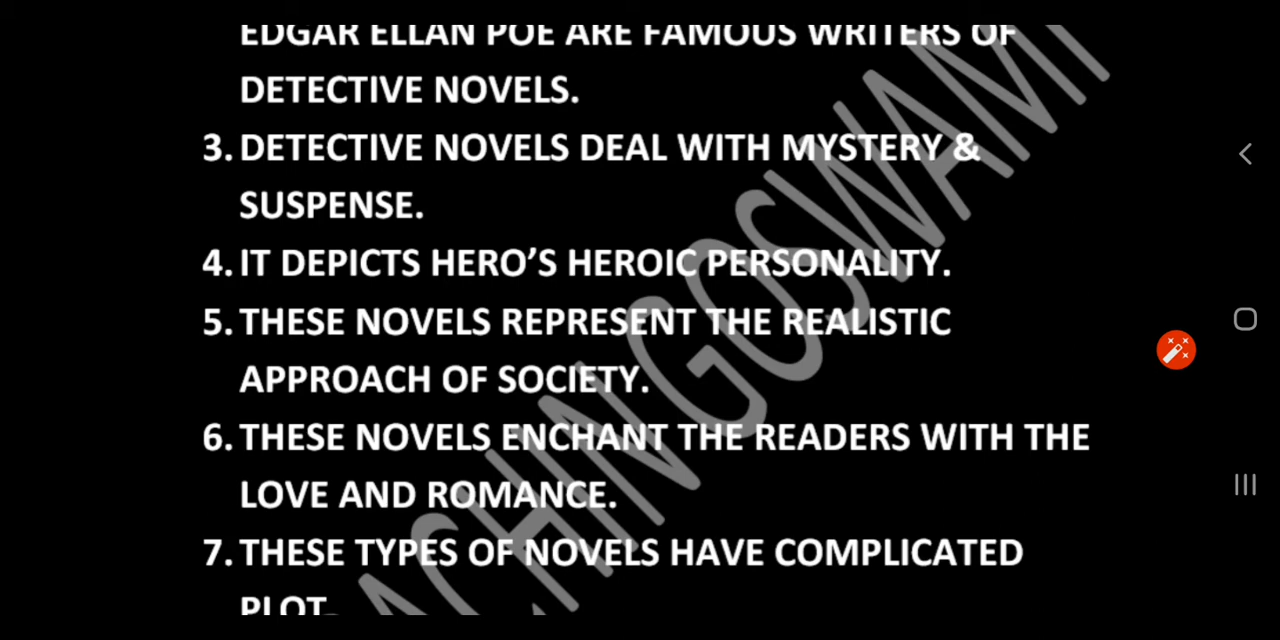 EDGAR ELLAN POE ARE FAMOUS WRITERS OF
DETECTIVE NOVELS.
3. DETECTIVE NOVELS DEAL WITH MYSTERY &
SUSPENSE.
4. IT DEPICTS HERO'S HEROIC PERSONALITY.
5. THESE NOVELS REPRESENT THE REALISTIC
APPROACH OF SOCIETY.
6. THESE NOVELS ENCHANT THE READERS WITH THE
LOVE AND ROMANCE.
7. THESE TYPES OF NOVELS HAVE COMPLICATED
PLOT
ACHINGOSWAMI